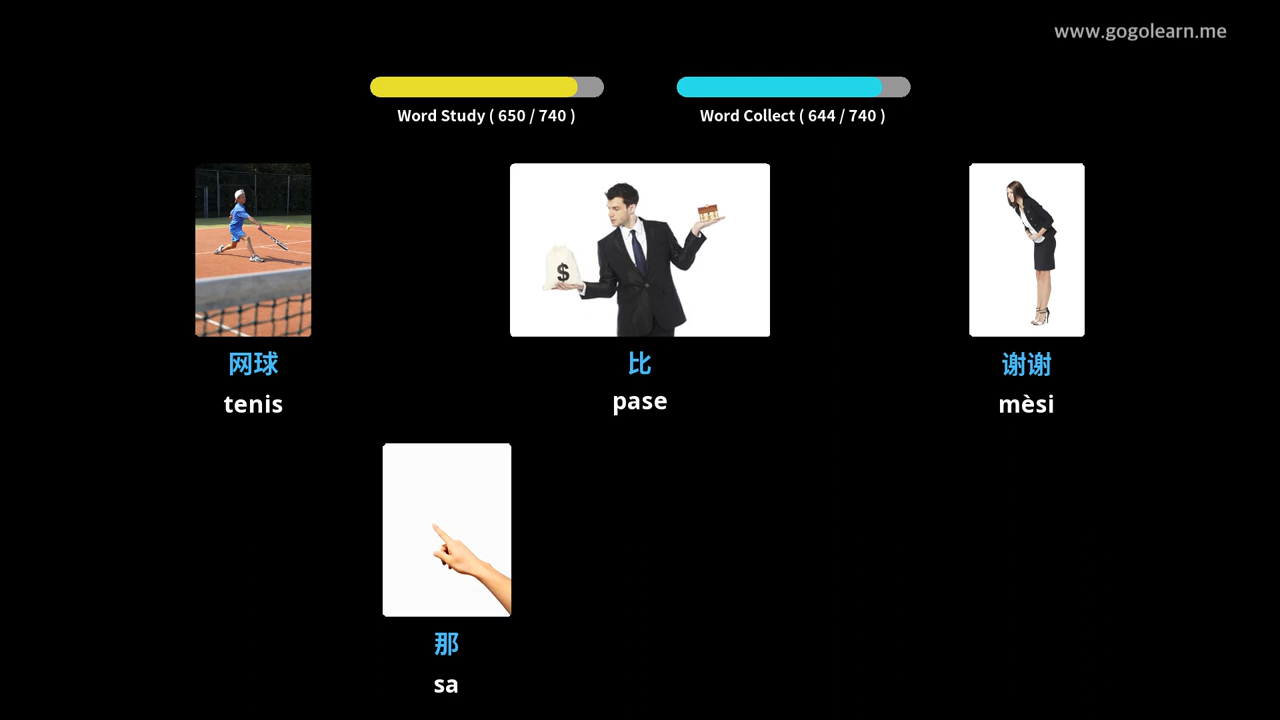 www.gogolearn.me
Word Study ( 650 / 740 )
Word Collect ( 644 / 740 )
$
网球
tenis
比
pase
谢谢
mèsi
那
sa